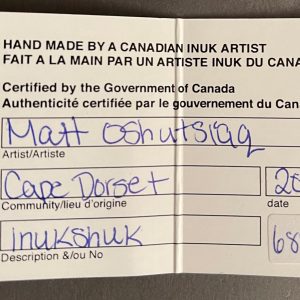 HAND MADE BY A CANADIAN INUK ARTIST
FAIT A LA MAIN PAR UN ARTISTE INUK DU CANA
Certified by the Government of Canada
Authenticité certifiée par le gouvernement du Can
Matt Oshutsiaq
Artist/Artiste
Cape Dorset 20
Community/lieu d'origine date
inukshuk 68
Description &/ou No